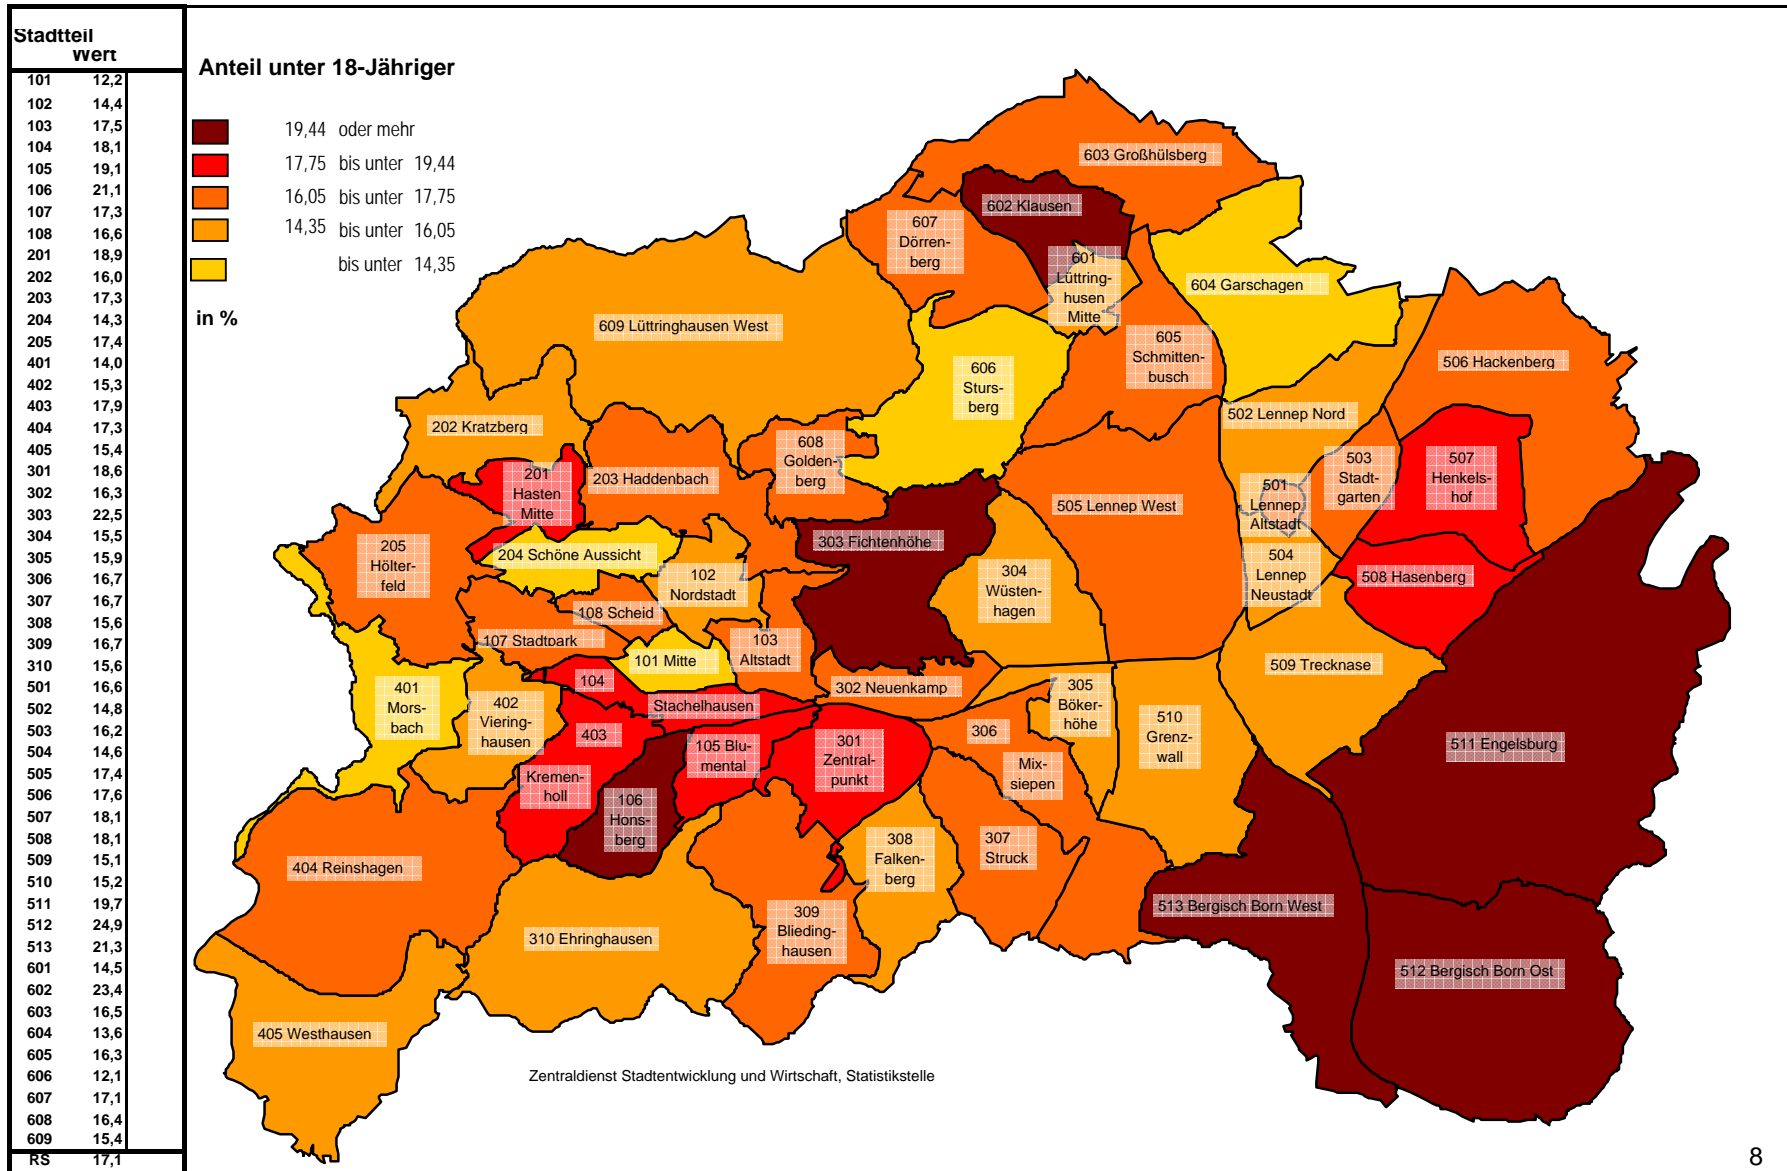 Stadtteil
Wert
101 12,2
102 14,4
103 17,5
104 18,1
105 19,1
106 21,1
107 17,3
108 16,6
201 18,9
202 16,0
203 17,3
204 14,3
205 17,4
401 14,0
402 15,3
403 17,9
404 17,3
405 15,4
301 18,6
302 16,3
303 22,5
304 15,5
305 15,9
306 16,7
307 16,7
308 15,6
309 16,7
310 15,6
501 16,6
502 14,8
503 16,2
504 14,6
505 17,4
506 17,6
507 18,1
508 18,1
509 15,1
510 15,2
511 19,7
512 24,9
513 21,3
601 14,5
602 23,4
603 16,5
604 13,6
605 16,3
606 12,1
607 17,1
608 16,4
609 15,4
RS 17,1
Anteil unter 18-Jähriger
19,44 oder mehr
17,75 bis unter 19,44
16,05 bis unter 17,75
14,35 bis unter 16,05
bis unter 14,35
in %
603 Großhülsberg
602 Klausen
607
Dörren-
berg
601
Lüttring-
husen
Mitte
604 Garschagen
609 Lüttringhausen West
605
Schmitten-
busch
506 Hackenberg
606
Sturs-
berg
502 Lennep Nord
202 Kratzberg
608
Golden-
berg
503
Stadt-
garten
507
Henkels-
hof
201
Hasten
Mitte
203 Haddenbach
501
Lennep
Altstadt
505 Lennep West
303 Fichtenhöhe
205
Hölter-
feld
204 Schöne Aussicht
504
Lennep
Neustadt
102
Nordstadt
304
Wüsten-
hagen
508 Hasenberg
108 Scheid
107 Stadtpark
103
Altstadt
101 Mitte
509 Trecknase
104
Stachelhausen
302 Neuenkamp
305
Böker-
höhe
401
Mors-
bach
402
Viering-
hausen
510
Grenz-
wall
403
Kremen-
holl
105 Blu-
mental
301
Zentral-
punkt
306
Mix-
siepen
511 Engelsburg
106
Hons-
berg
308
Falken-
berg
307
Struck
404 Reinshagen
513 Bergisch Born West
309
Blieding-
hausen
310 Ehringhausen
512 Bergisch Born Ost
405 Westhausen
Zentraldienst Stadtentwicklung und Wirtschaft, Statistikstelle
8